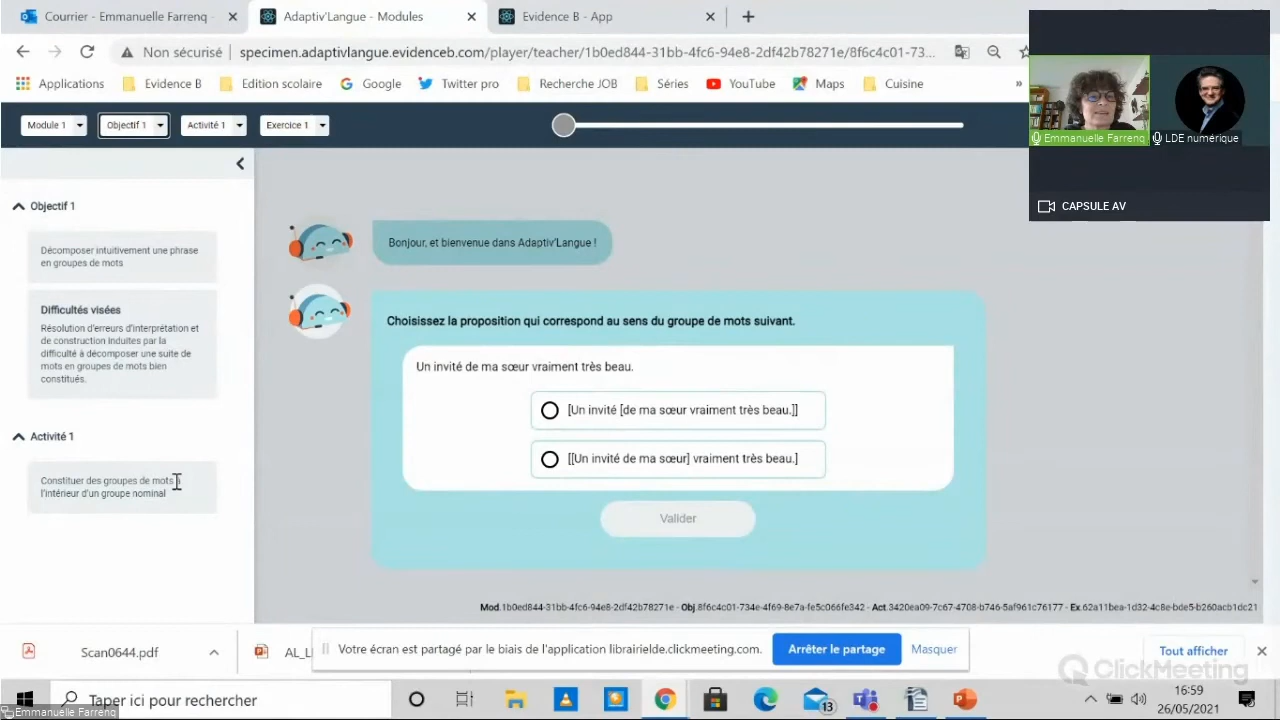 Courrier - Emmanuelle Farrenq -
Adaptiv'Langue - Modules
Evidence B - App
Non sécurisé
specimen.adaptivlangue.evidenceb.com/player/teacher/1b0ed844-31bb-4fc6-94e8-2df42b78271e/8f6c4c01-73...
Applications
Evidence B
Edition scolaire
Google
Twitter pro
Recherche JOB
Séries
YouTube
Maps
Cuisine
»
Emmanuelle Farrenq
LDE numérique
CAPSULE AV
Module 1
Objectif 1
Activité 1
Exercice 1
Objectif 1
Décomposer intuitivement une phrase
en groupes de mots
Difficultés visées
Résolution d'erreurs d'interprétation et
de construction induites par la
difficulté à décomposer une suite de
mots en groupes de mots bien
constitués.
Activité 1
Constituer des groupes de mots à
l'intérieur d'un groupe nominal
Bonjour, et bienvenue dans Adaptiv'Langue !
Choisissez la proposition qui correspond au sens du groupe de mots suivant.
Un invité de ma sœur vraiment très beau.
[Un invité [de ma sœur vraiment très beau.]]
[[Un invité de ma sœur] vraiment très beau.]
Valider
Mod.1b0ed844-31bb-4fc6-94e8-2df42b78271e - Obj.8f6c4c01-734e-4f69-8e7a-fe5c066fe342 - Act.3420ea09-7c67-4708-b746-5af961c76177 - Ex.62a11bea-1d32-4c8e-bde5-b260acb1dc21
Scan0644.pdf
AL_L
Votre écran est partagé par le biais de l'application librairielde.clickmeeting.com.
Arrêter le partage
Masquer
Tout afficher
ClickMeeting
Taper ici pour rechercher
13
16:59
26/05/2021
Emmanuelle Farrenq